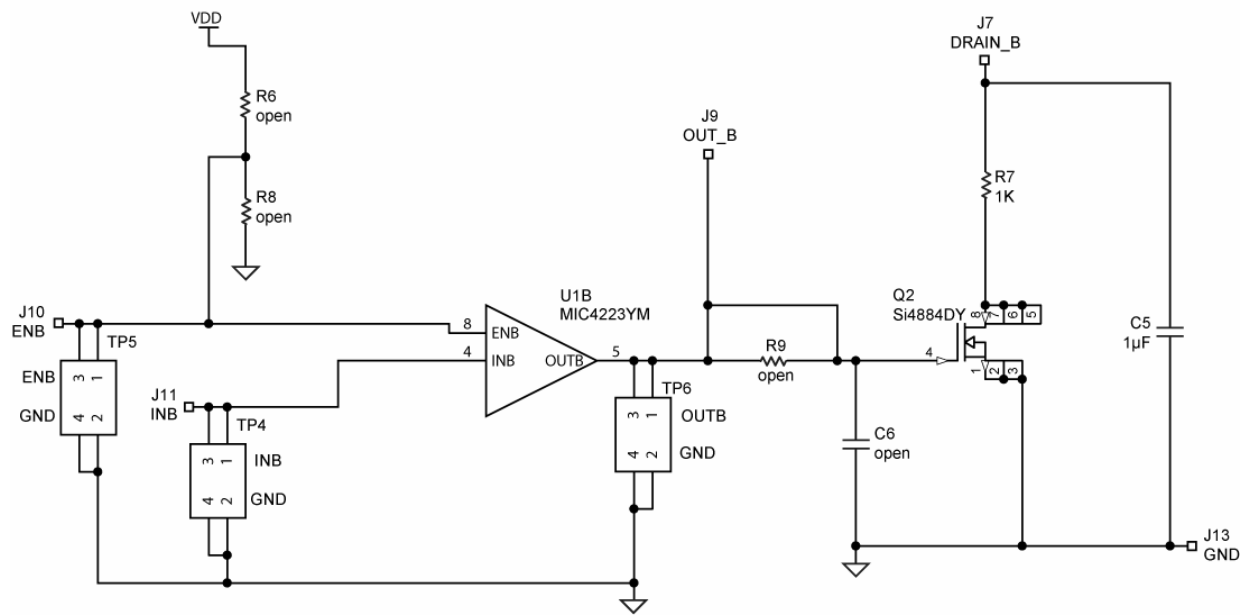 VDD
R6
open
R8
open
J10
ENB
TP5
ENB
3
1
GND
4
2
J11
INB
TP4
3
1
INB
4
2
GND
U1B
MIC4223YM
8
ENB
4
INB
OUTB
5
J9
OUT_B
TP6
3
1
OUTB
4
2
GND
R9
open
C6
open
J7
DRAIN_B
R7
1K
Q2
Si4884DY
8
7
6
5
4
1
2
3
C5
1µF
J13
GND